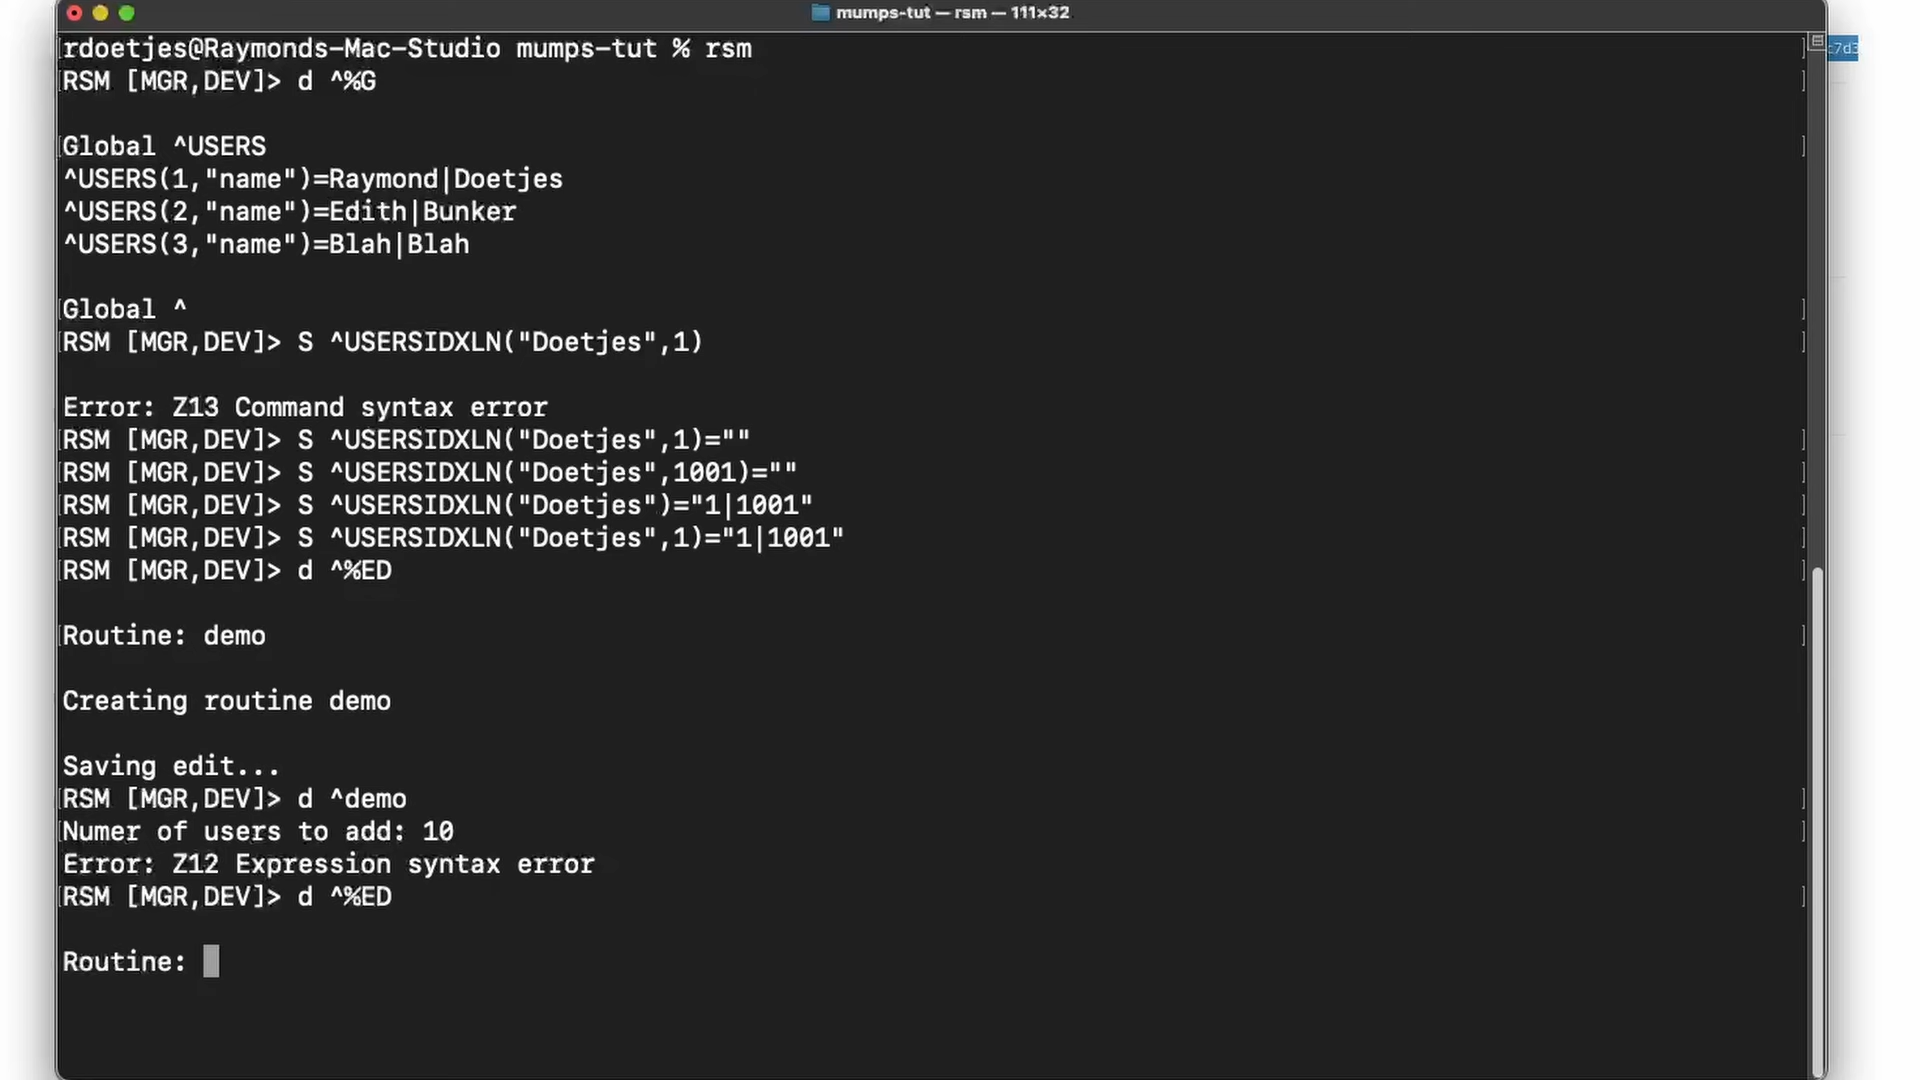 mumps-tut — rsm — 111×32
rdoetjes@Raymonds-Mac-Studio mumps-tut % rsm
c7d3
RSM [MGR,DEV]> d ^%G
Global ^USERS
^USERS(1,"name")=Raymond|Doetjes
^USERS(2,"name")=Edith|Bunker
^USERS(3,"name")=Blah|Blah
Global ^
RSM [MGR,DEV]> S ^USERSIDXLN("Doetjes",1)
Error: Z13 Command syntax error
RSM [MGR,DEV]> S ^USERSIDXLN("Doetjes",1)=""
RSM [MGR,DEV]> S ^USERSIDXLN("Doetjes",1001)=""
RSM [MGR,DEV]> S ^USERSIDXLN("Doetjes")="1|1001"
RSM [MGR,DEV]> S ^USERSIDXLN("Doetjes",1)="1|1001"
RSM [MGR,DEV]> d ^%ED
Routine: demo
Creating routine demo
Saving edit...
RSM [MGR,DEV]> d ^demo
Numer of users to add: 10
Error: Z12 Expression syntax error
RSM [MGR,DEV]> d ^%ED
Routine: